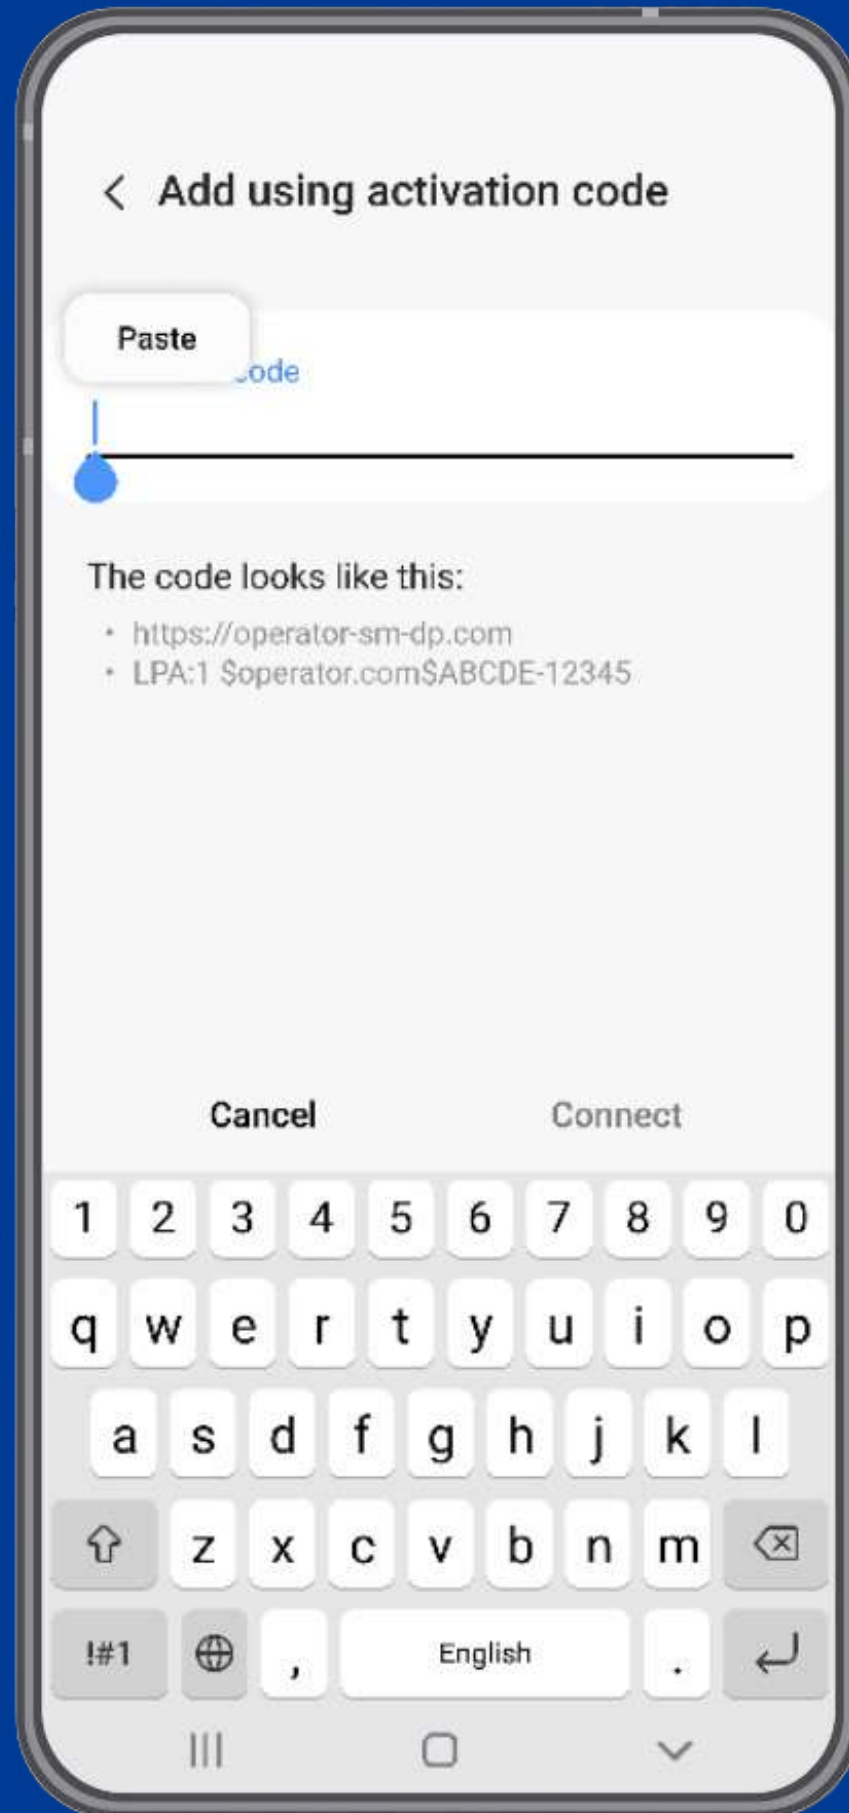 Add using activation code
Paste
code
The code looks like this:
• https://operator-sm-dp.com
• LPA:1 $operator.com$ABCDE-12345
Cancel Connect
1 2 3 4 5 6 7 8 9 0
q w e r t y u i o p
a s d f g h j k l
z x c v b n m
!#1 , English .